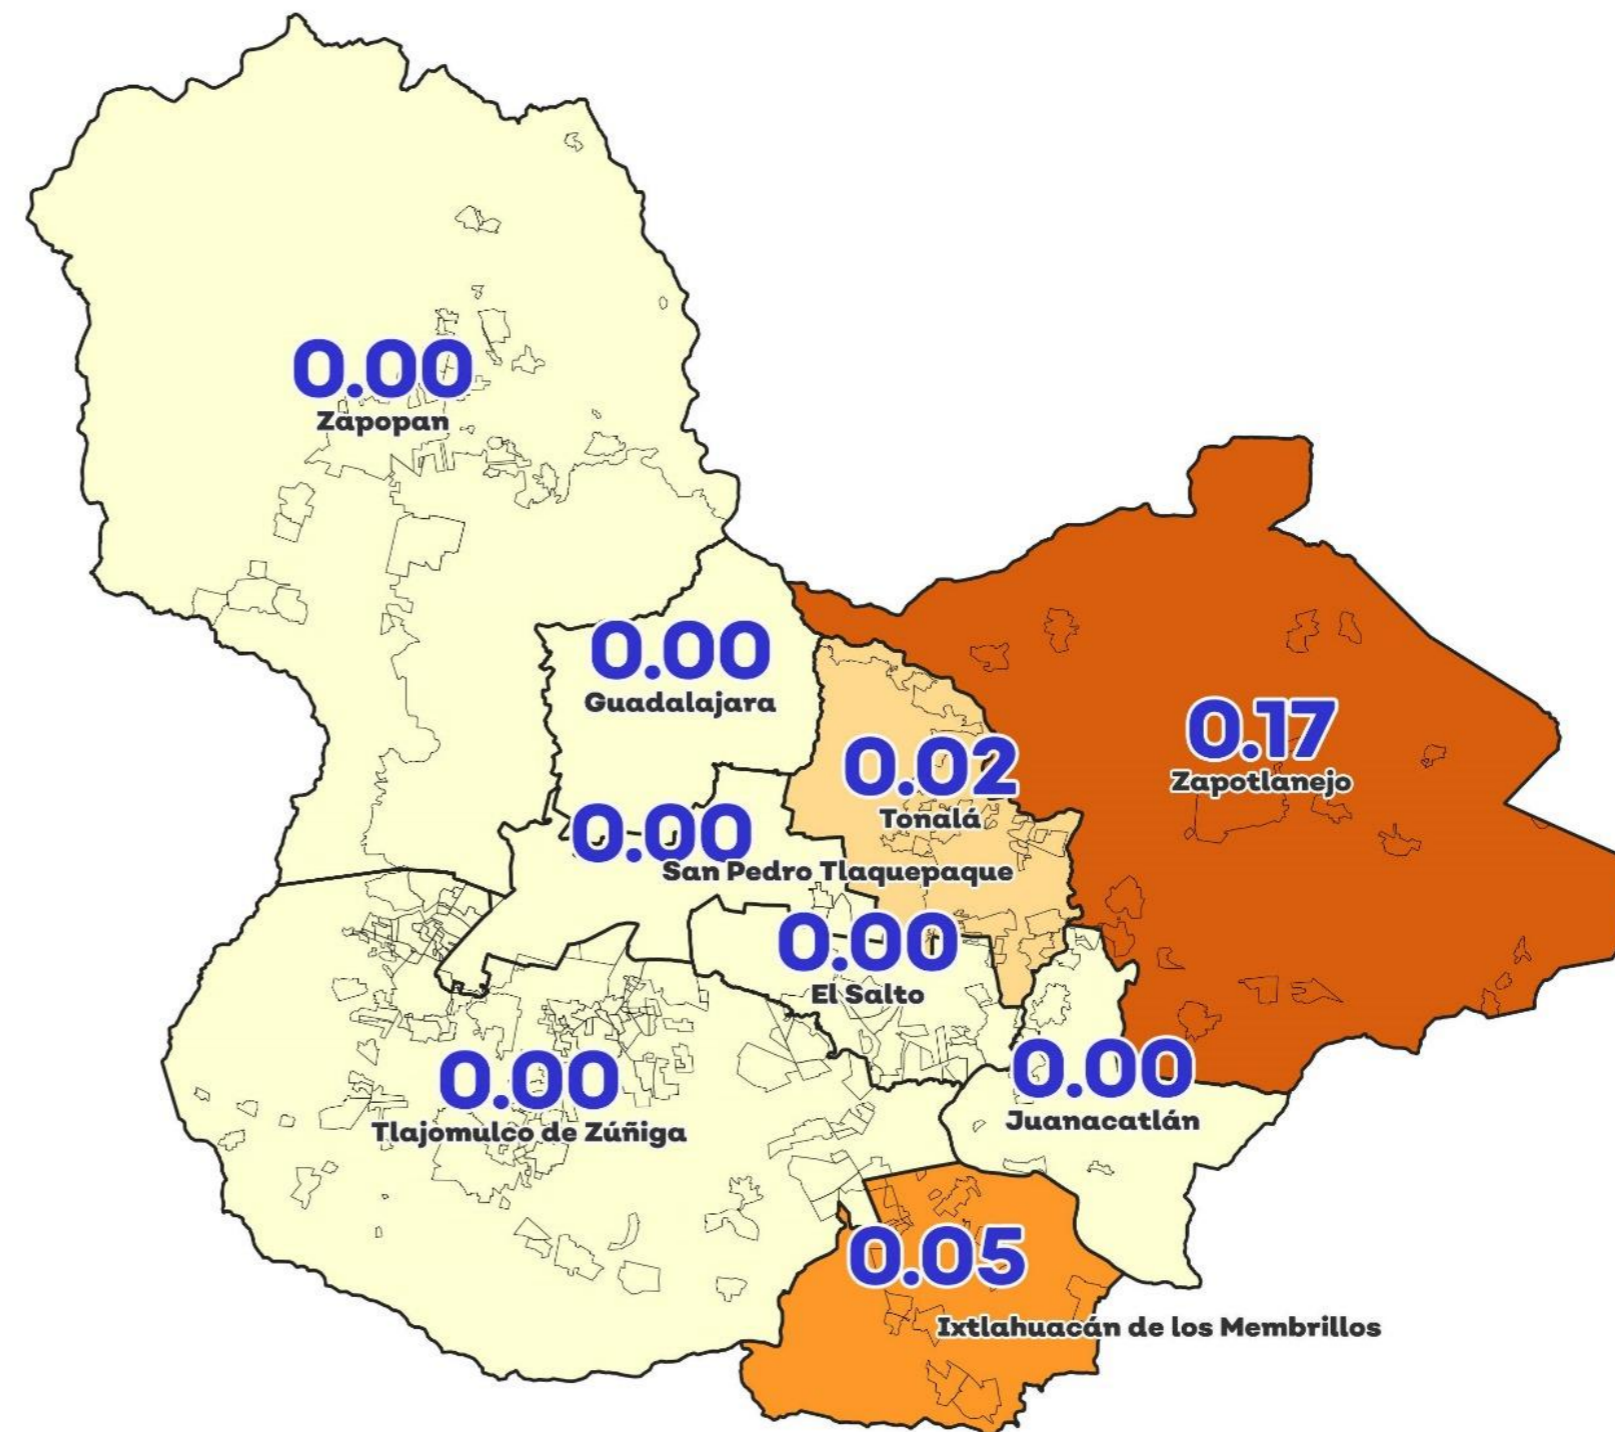 0.00
Zapopan
0.00
Guadalajara
0.17
Zapotlanejo
0.02
Tonalá
0.00
San Pedro Tlaquepaque
0.00
El Salto
0.00
Juanacatlán
0.00
Tlajomulco de Zúñiga
0.05
Ixtlahuacán de los Membrillos